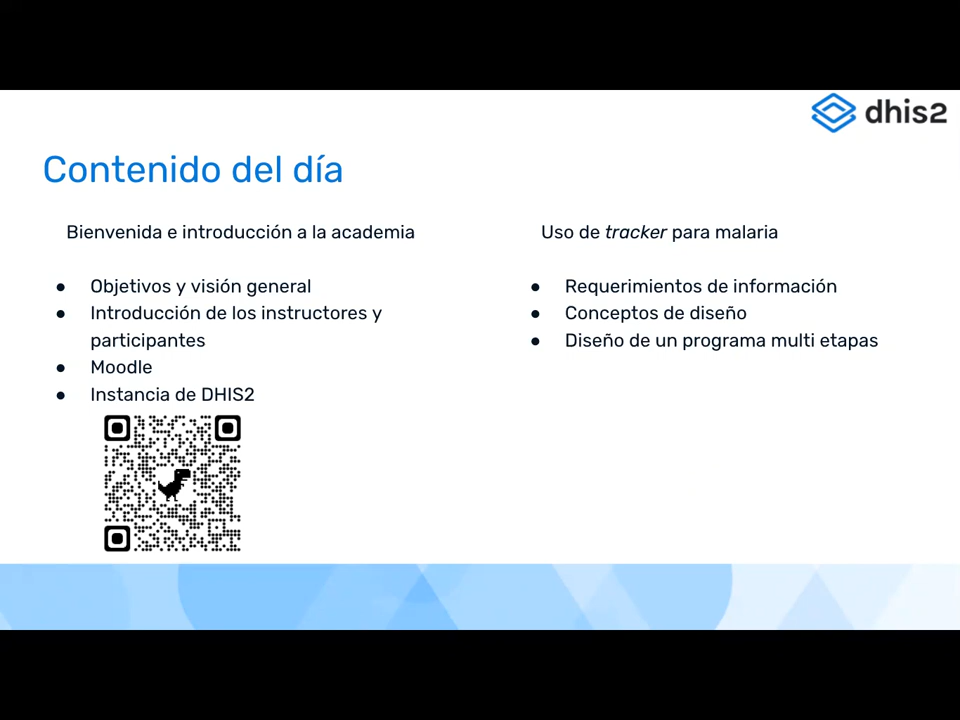 dhis2
Contenido del día
Bienvenida e introducción a la academia
● Objetivos y visión general
● Introducción de los instructores y
participantes
● Moodle
● Instancia de DHIS2
Uso de tracker para malaria
● Requerimientos de información
● Conceptos de diseño
● Diseño de un programa multi etapas